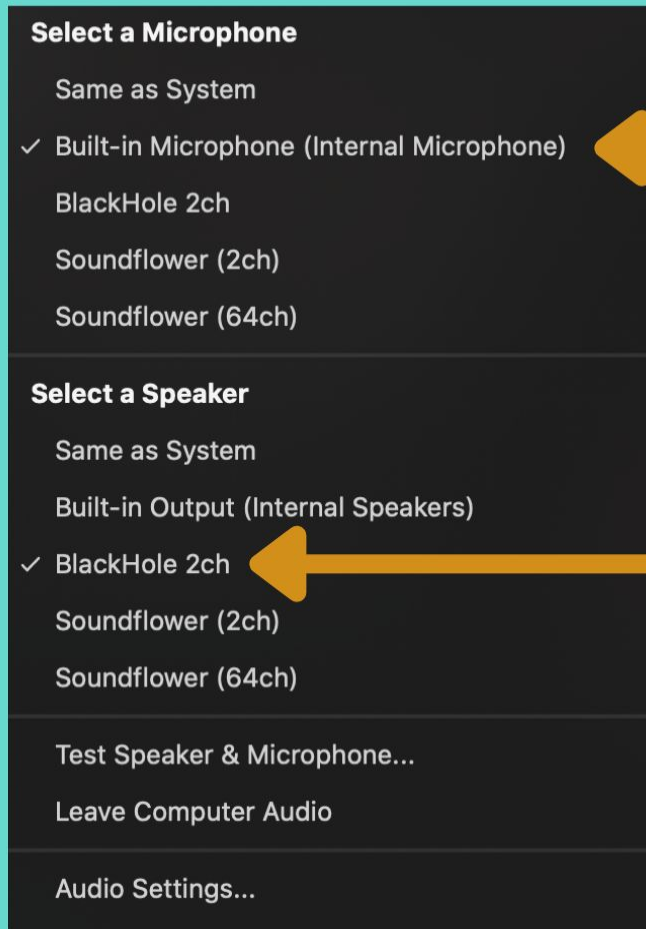 Select a Microphone
Same as System
✓ Built-in Microphone (Internal Microphone)
BlackHole 2ch
Soundflower (2ch)
Soundflower (64ch)
Select a Speaker
Same as System
Built-in Output (Internal Speakers)
✓ BlackHole 2ch
Soundflower (2ch)
Soundflower (64ch)
Test Speaker & Microphone...
Leave Computer Audio
Audio Settings...